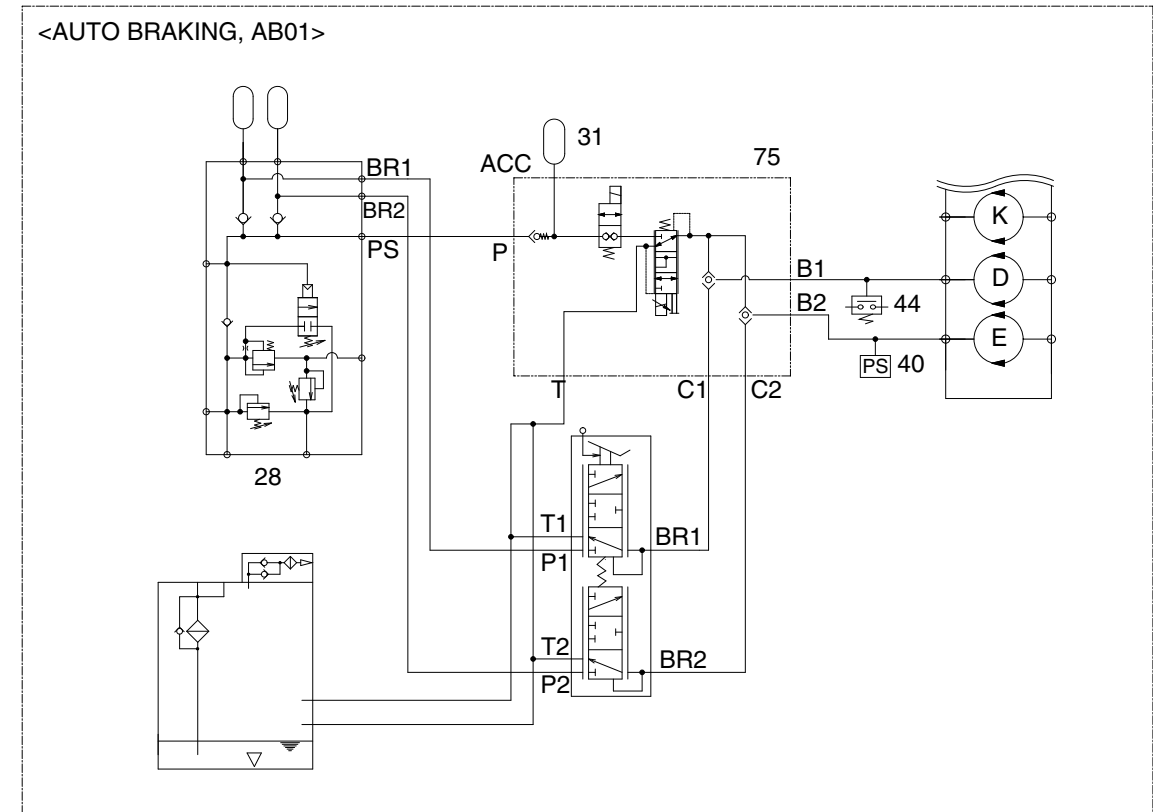 <AUTO BRAKING, AB01>
31
ACC
75
BR1
BR2
PS
P
K
B1
D
B2
44
E
PS
40
T
C1
C2
28
T1
BR1
P1
T2
BR2
P2